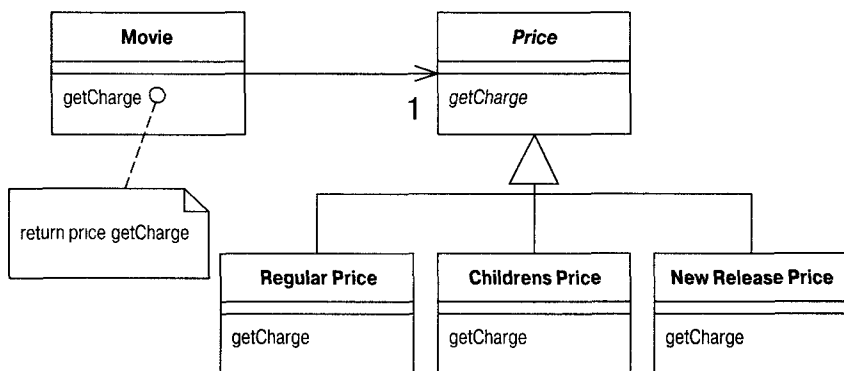 Movie
Price
getCharge
1
getCharge
return price getCharge
Regular Price
Childrens Price
New Release Price
getCharge
getCharge
getCharge